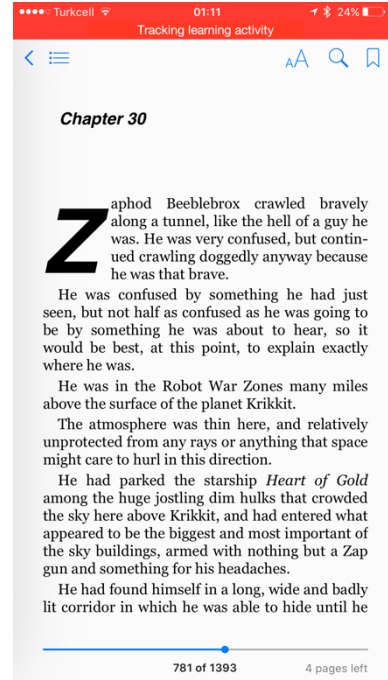 Turkcell 01:11 24%
Tracking learning activity
AA
Chapter 30
Zaphod Beeblebrox crawled bravely
along a tunnel, like the hell of a guy he
was. He was very confused, but contin-
ued crawling doggedly anyway because
he was that brave.
He was confused by something he had just
seen, but not half as confused as he was going to
be by something he was about to hear, so it
would be best, at this point, to explain exactly
where he was.
He was in the Robot War Zones many miles
above the surface of the planet Krikkit.
The atmosphere was thin here, and relatively
unprotected from any rays or anything that space
might care to hurl in this direction.
He had parked the starship Heart of Gold
among the huge jostling dim hulks that crowded
the sky here above Krikkit, and had entered what
appeared to be the biggest and most important of
the sky buildings, armed with nothing but a Zap
gun and something for his headaches.
He had found himself in a long, wide and badly
lit corridor in which he was able to hide until he
781 of 1393 4 pages left